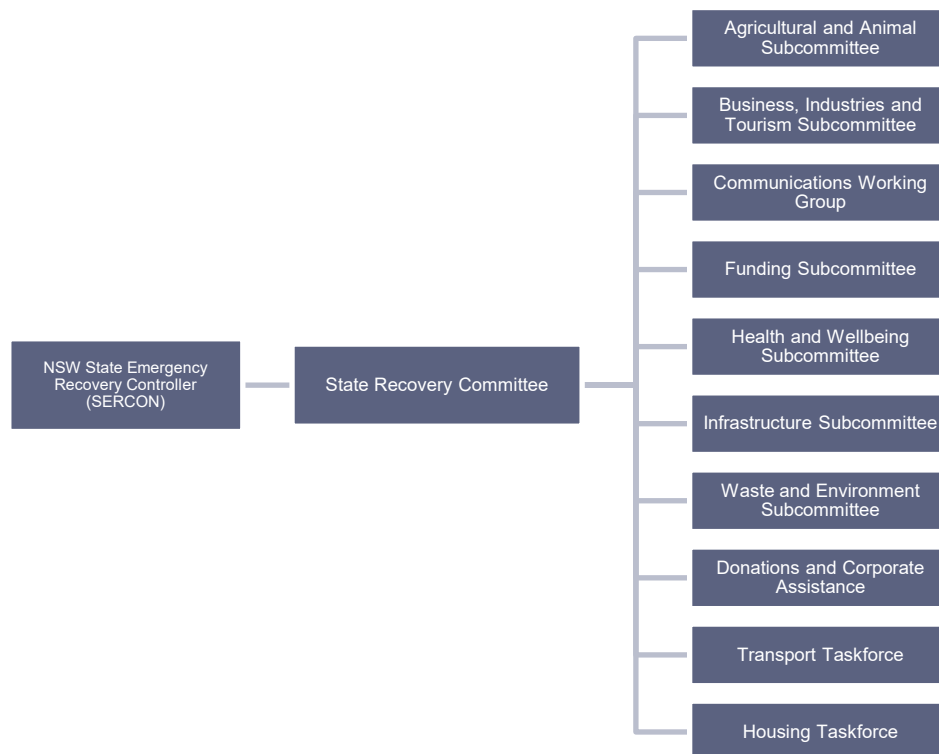 NSW State Emergency
Recovery Controller
(SERCON)
State Recovery Committee
Agricultural and Animal
Subcommittee
Business, Industries and
Tourism Subcommittee
Communications Working
Group
Funding Subcommittee
Health and Wellbeing
Subcommittee
Infrastructure Subcommittee
Waste and Environment
Subcommittee
Donations and Corporate
Assistance
Transport Taskforce
Housing Taskforce